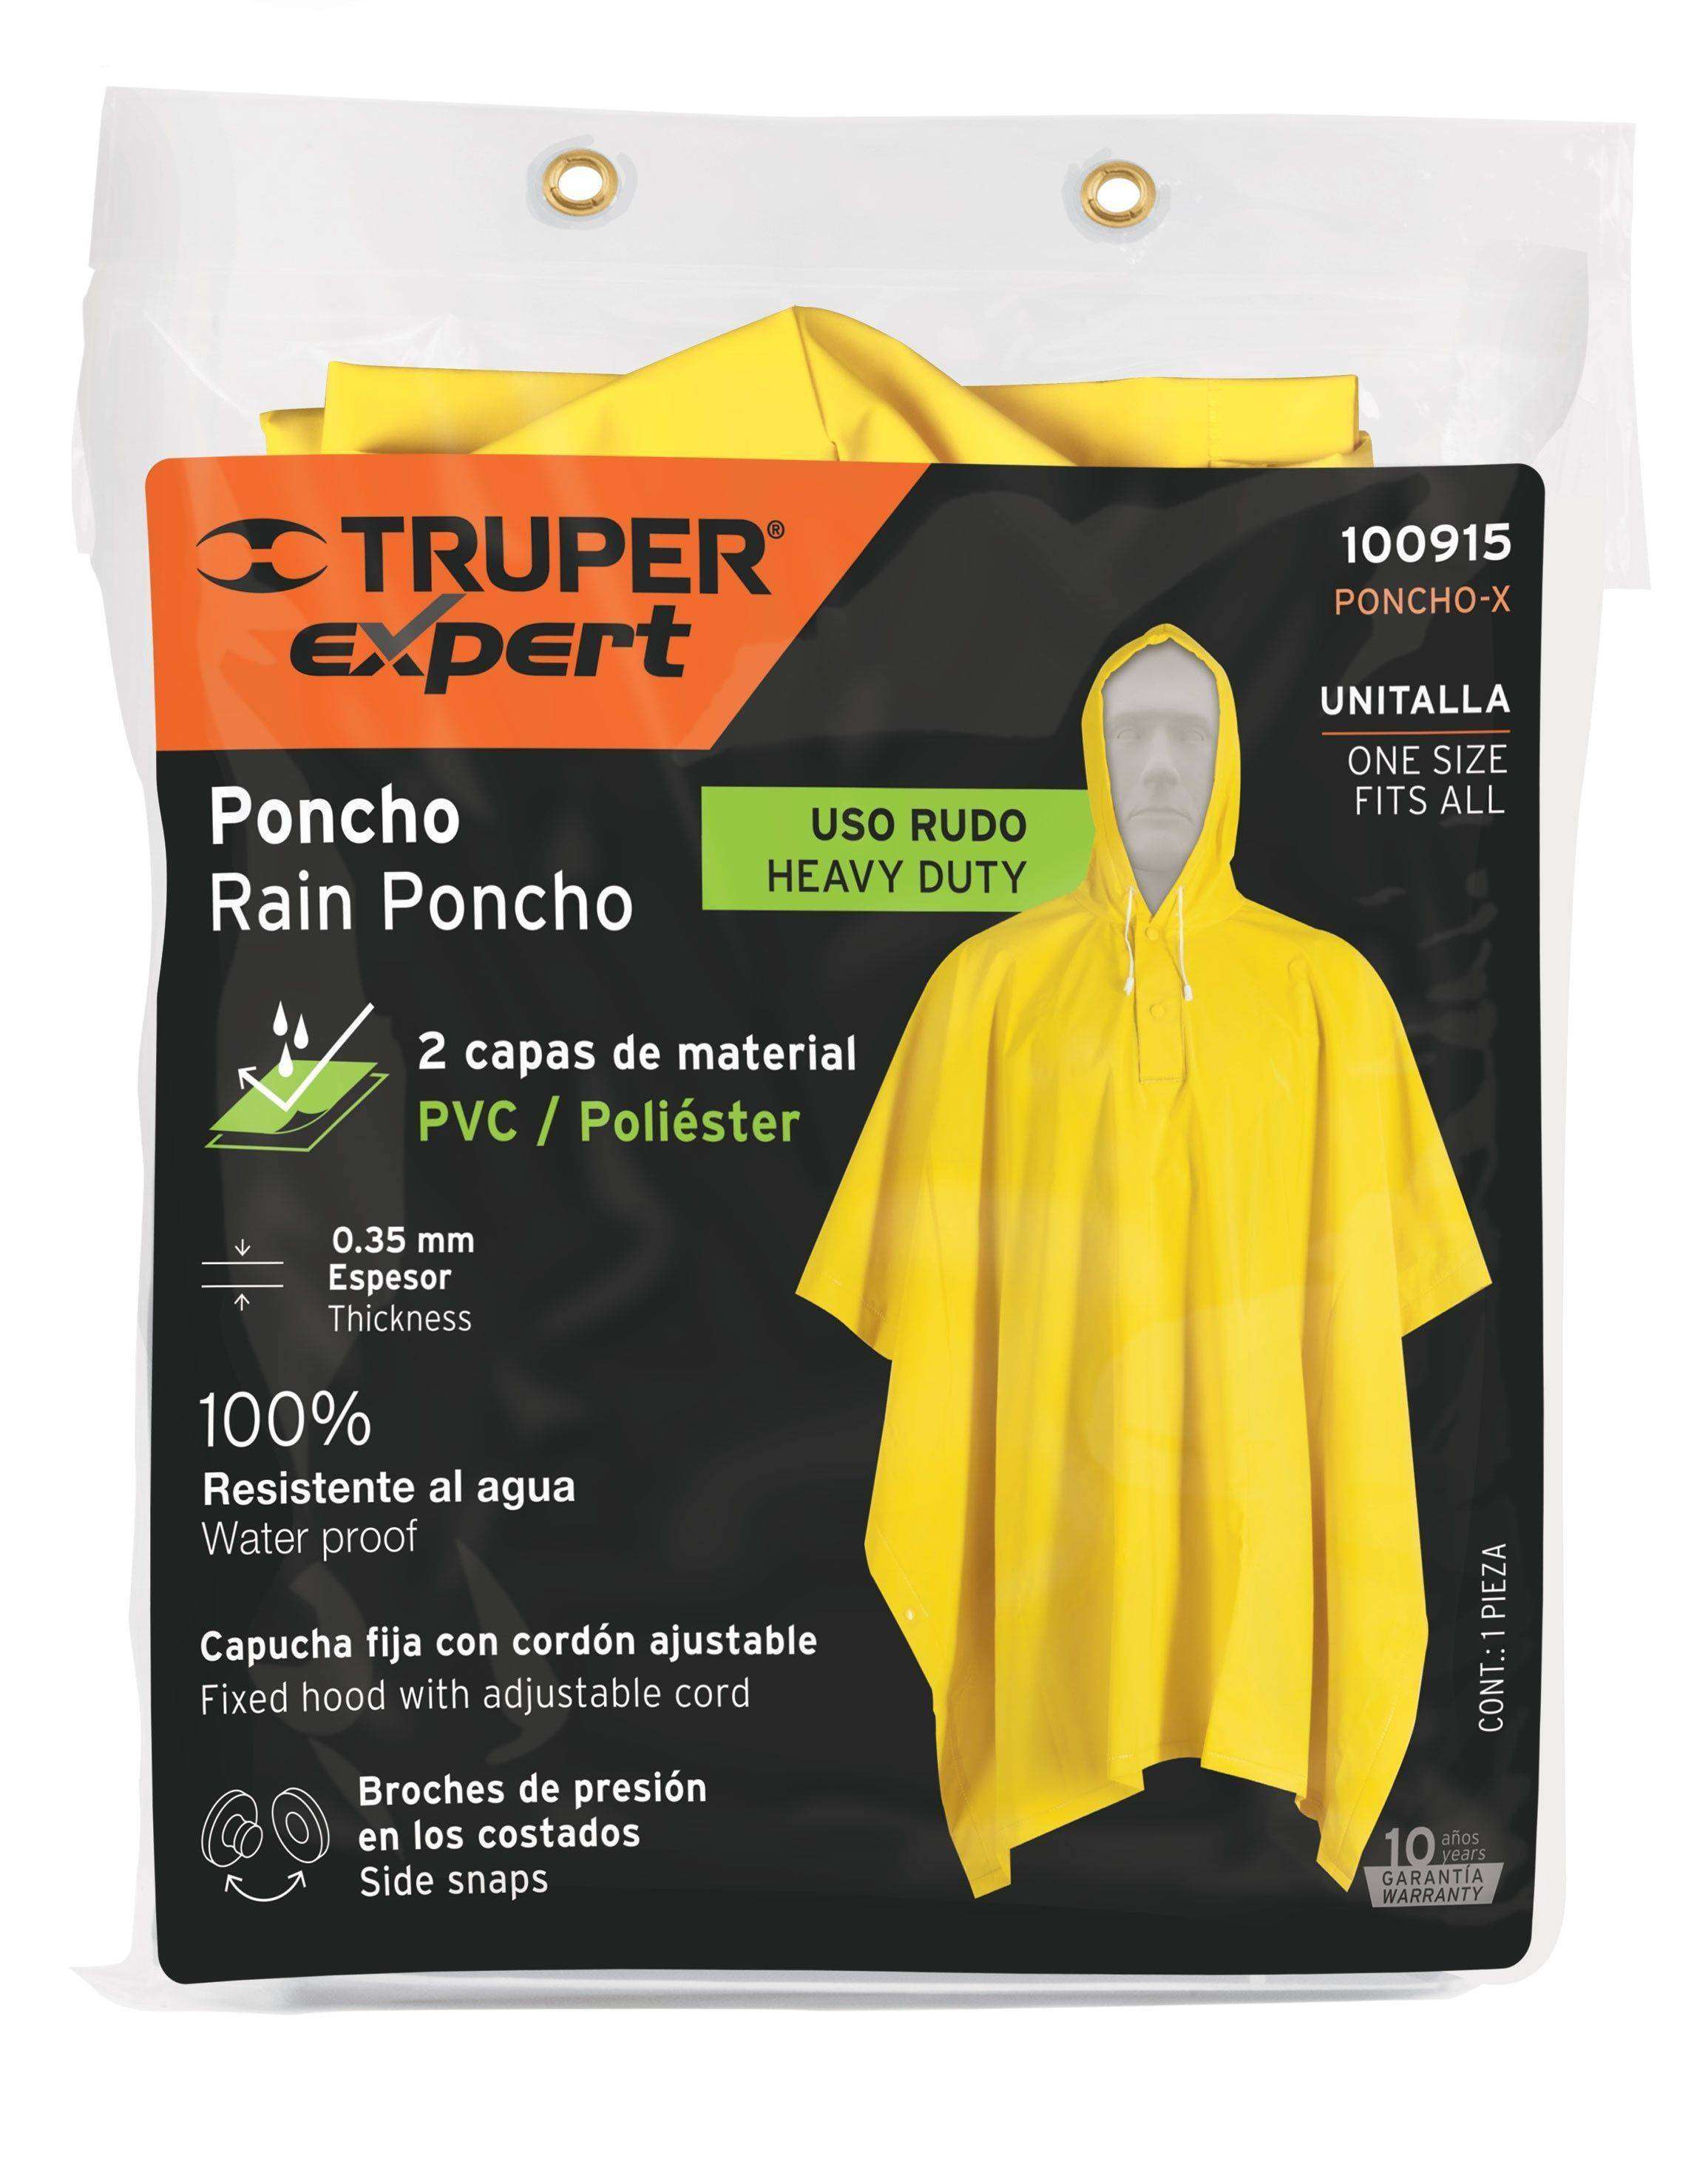 TRUPER®
expert
100915
PONCHO-X
UNITALLA
ONE SIZE
FITS ALL
Poncho
Rain Poncho
USO RUDO
HEAVY DUTY
2 capas de material
PVC / Poliéster
0.35 mm
Espesor
Thickness
100%
Resistente al agua
Water proof
Capucha fija con cordón ajustable
Fixed hood with adjustable cord
Broches de presión
en los costados
Side snaps
CONT.: 1 PIEZA
10 años
years
GARANTÍA
WARRANTY